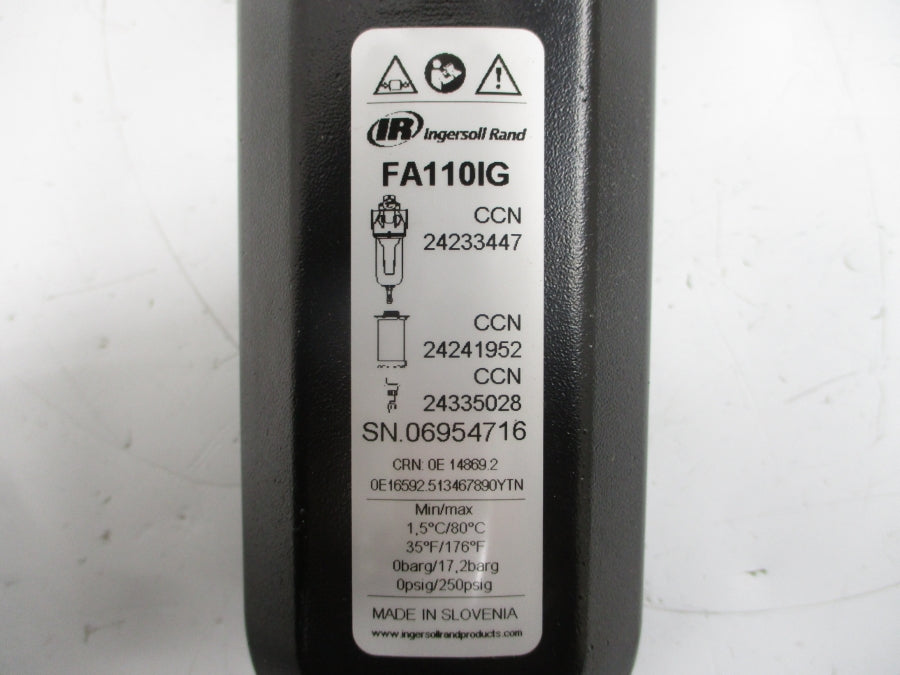 IR Ingersoll Rand
FA110IG
CCN
24233447
CCN
24241952
CCN
24335028
SN.06954716
CRN: 0E 14869.2
0E16592.513467890YTN
Min/max
1,5°C/80°C
35°F/176°F
0barg/17,2barg
0psig/250psig
MADE IN SLOVENIA
www.ingersollrandproducts.com